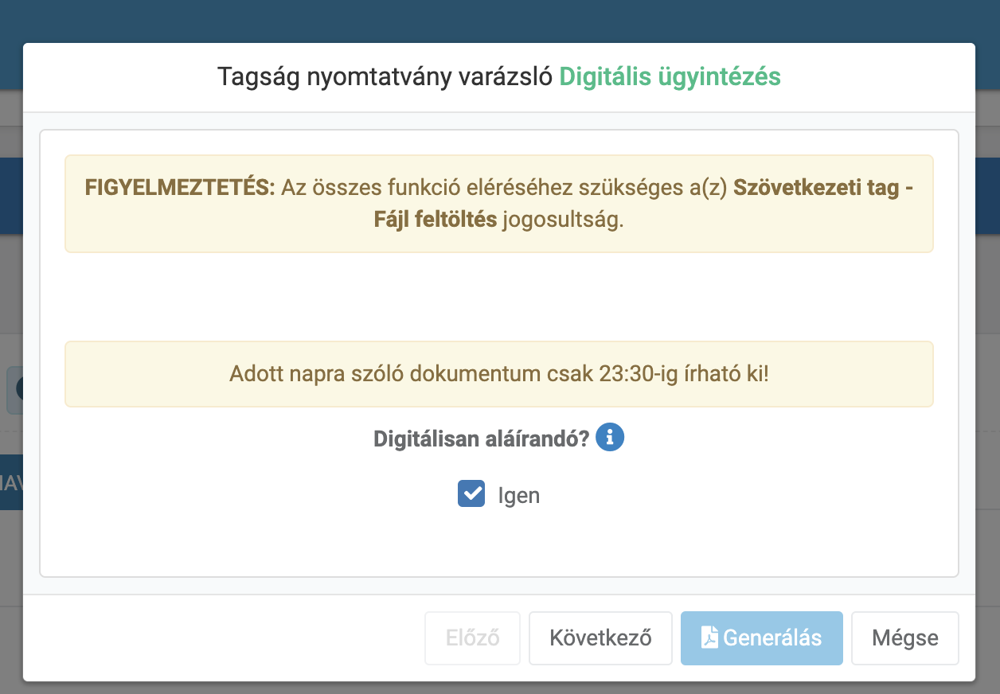 Tagság nyomtatvány varázsló Digitális ügyintézés
FIGYELMEZTETÉS: Az összes funkció eléréséhez szükséges a(z) Szövetkezeti tag -
Fájl feltöltés jogosultság.
Adott napra szóló dokumentum csak 23:30-ig írható ki!
Digitálisan aláírandó?
Igen
Előző Következő Generálás Mégse